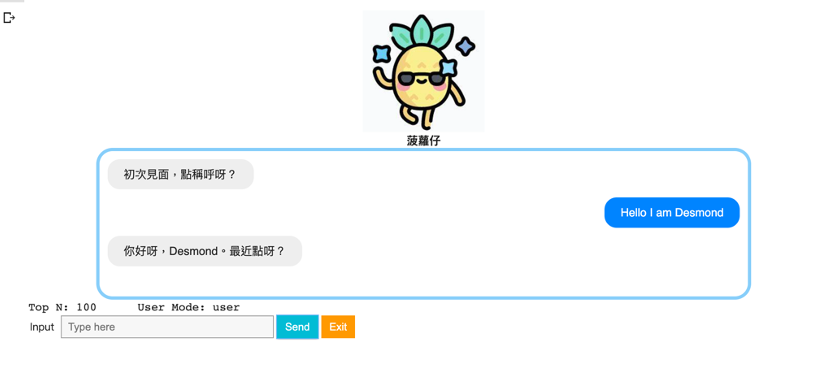 菠蘿仔
初次見面，點稱呼呀？
Hello I am Desmond
你好呀，Desmond。最近點呀？
Top N: 100 User Mode: user
Input Type here Send Exit